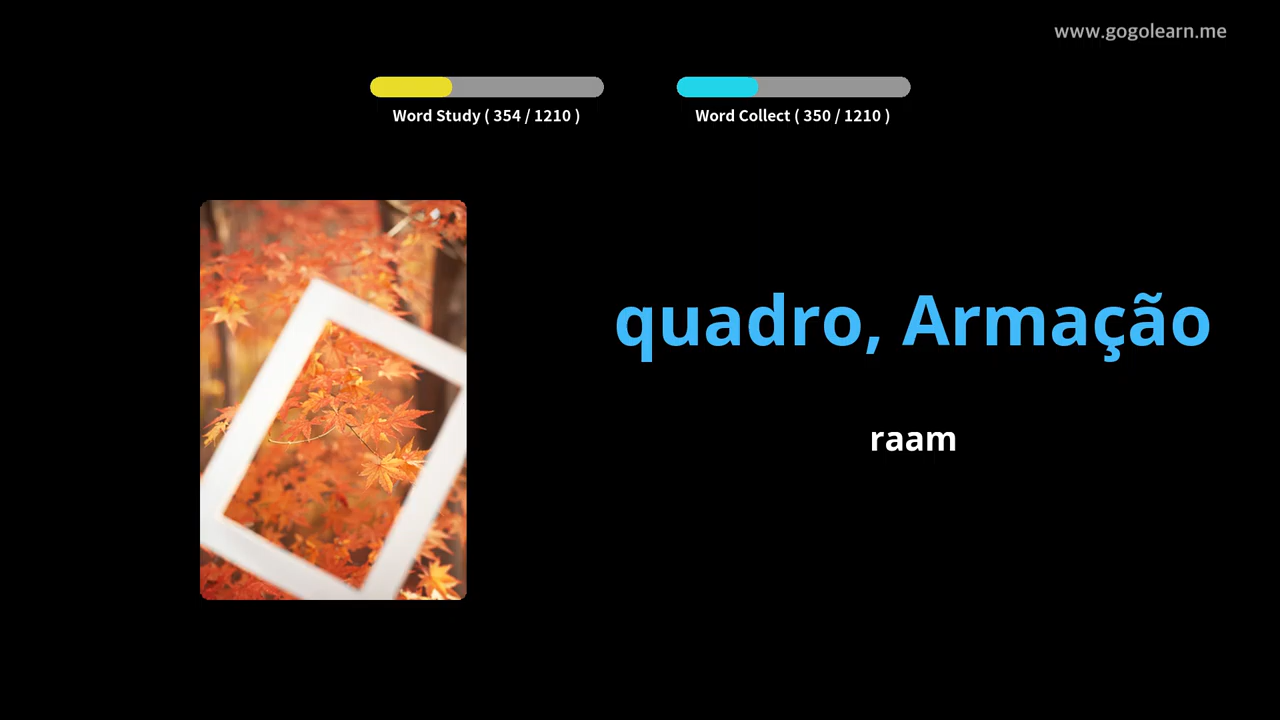 www.gogolearn.me
Word Study ( 354 / 1210 )
Word Collect ( 350 / 1210 )
quadro, Armação
raam